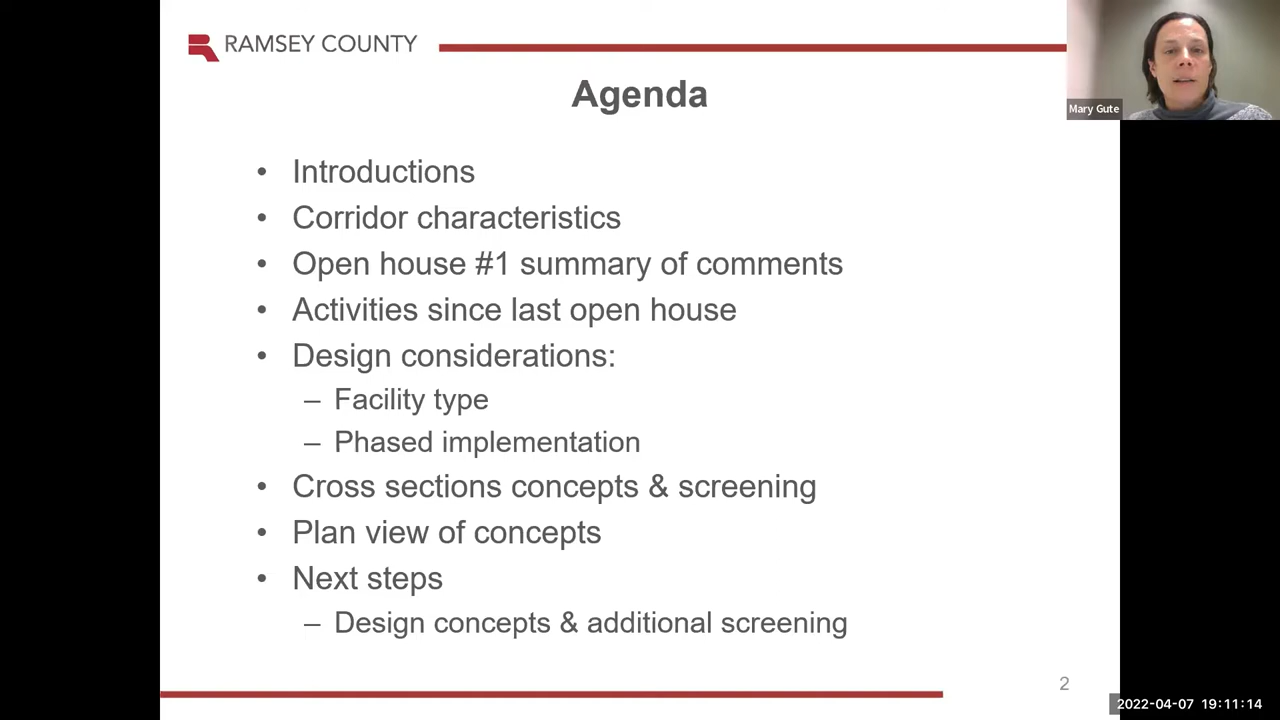 RAMSEY COUNTY
Agenda
Mary Gute
• Introductions
• Corridor characteristics
• Open house #1 summary of comments
• Activities since last open house
• Design considerations:
– Facility type
– Phased implementation
• Cross sections concepts & screening
• Plan view of concepts
• Next steps
– Design concepts & additional screening
2
2022-04-07 19:11:14